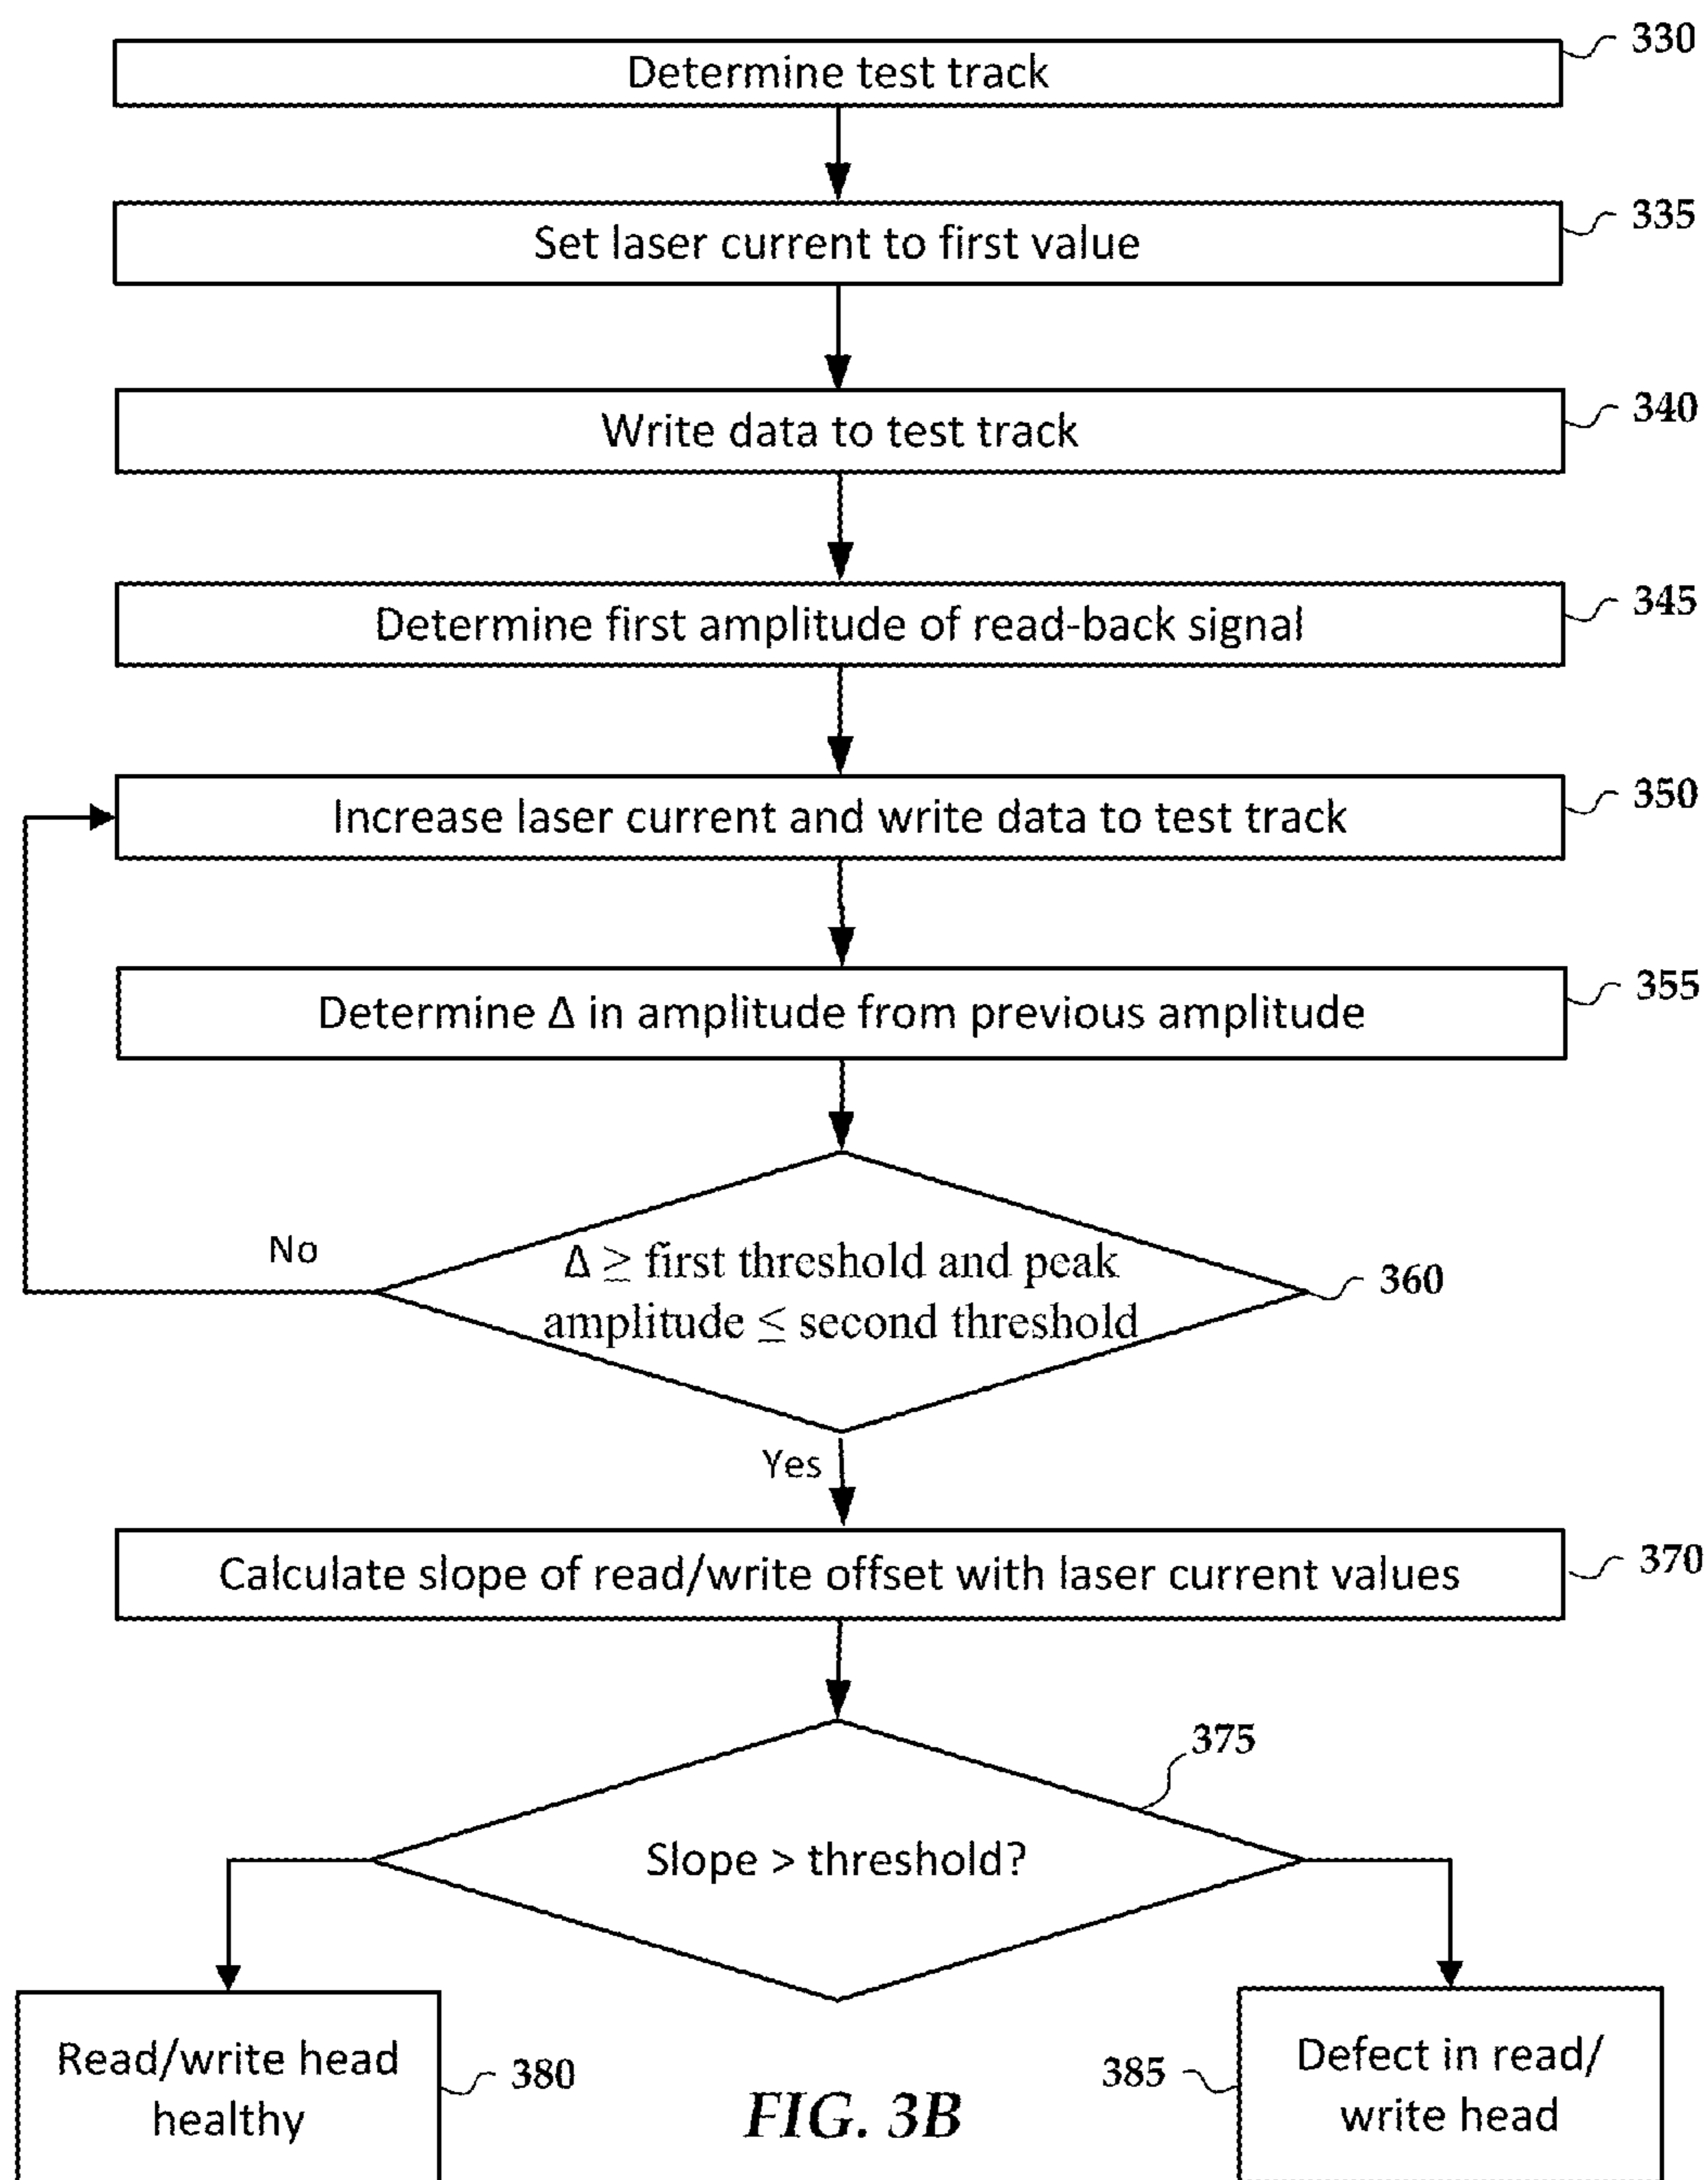 330
Determine test track
335
Set laser current to first value
340
Write data to test track
345
Determine first amplitude of read-back signal
350
Increase laser current and write data to test track
355
Determine Δ in amplitude from previous amplitude
No
Δ ≥ first threshold and peak
amplitude ≤ second threshold
360
Yes
Calculate slope of read/write offset with laser current values
370
375
Slope > threshold?
Read/write head
healthy
380
FIG. 3B
385
Defect in read/
write head